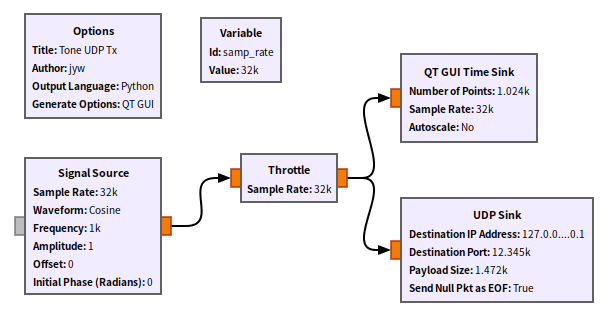 Options
Title: Tone UDP Tx
Author: jyw
Output Language: Python
Generate Options: QT GUI
Variable
Id: samp_rate
Value: 32k
QT GUI Time Sink
Number of Points: 1.024k
Sample Rate: 32k
Autoscale: No
Signal Source
Sample Rate: 32k
Waveform: Cosine
Frequency: 1k
Amplitude: 1
Offset: 0
Initial Phase (Radians): 0
Throttle
Sample Rate: 32k
UDP Sink
Destination IP Address: 127.0.0....0.1
Destination Port: 12.345k
Payload Size: 1.472k
Send Null Pkt as EOF: True